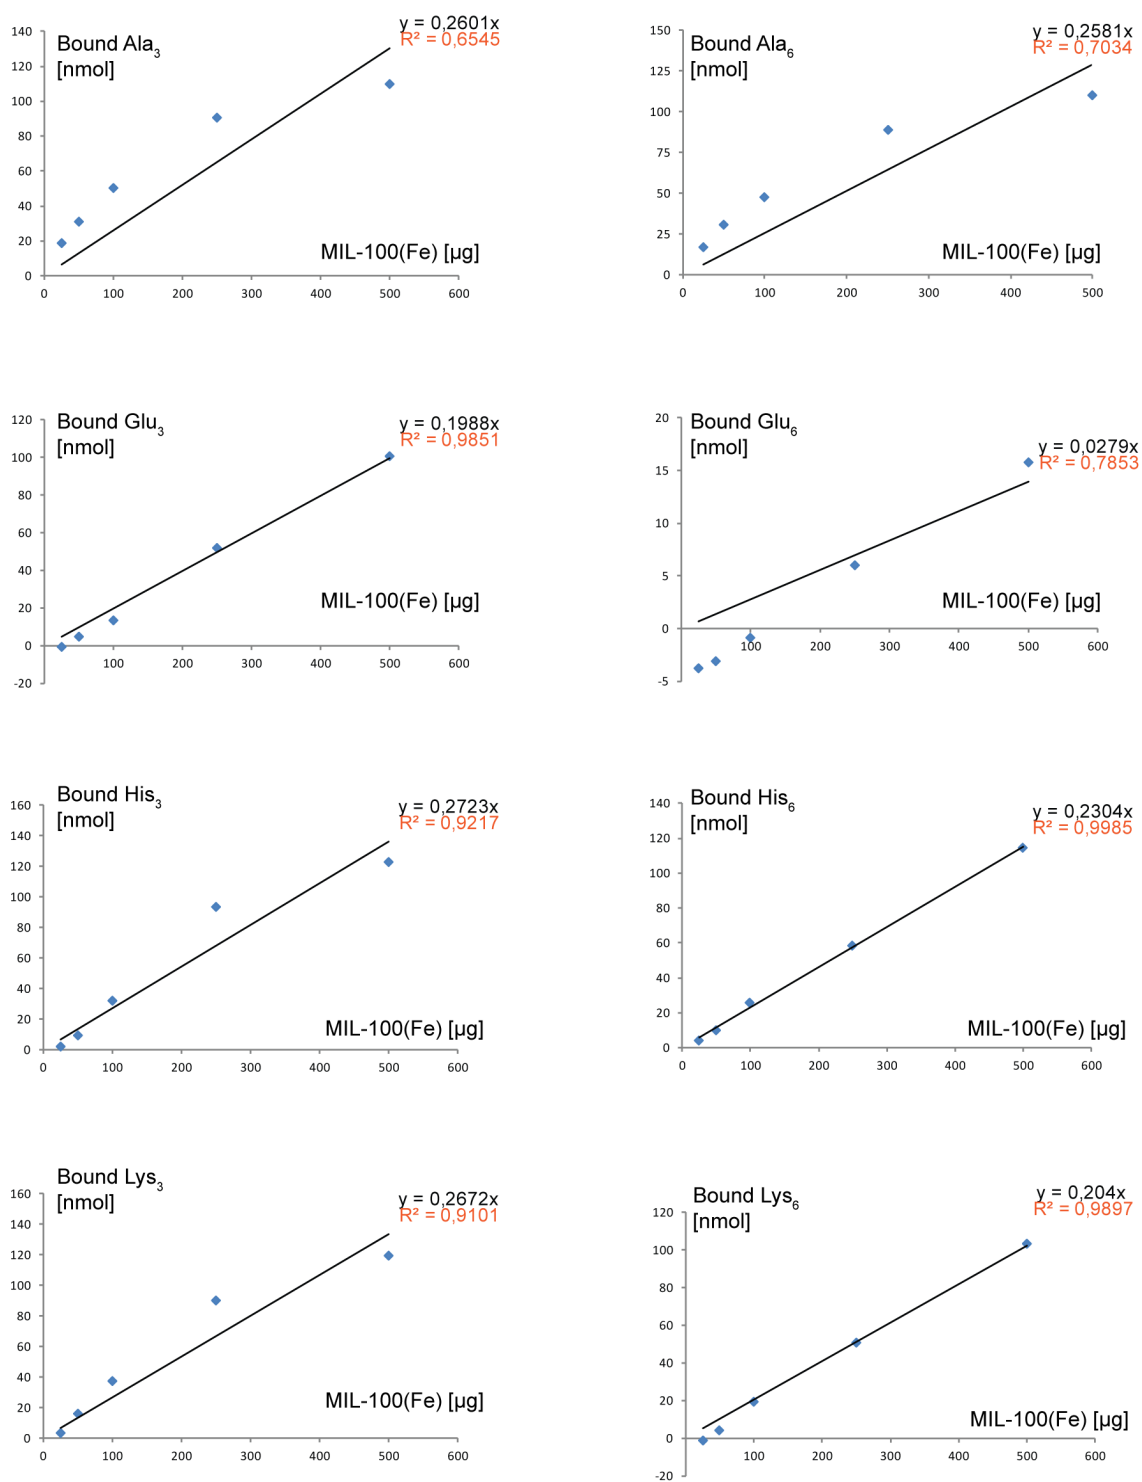 y = 0,2601x
R² = 0,6545
Bound Ala3
[nmol]
140
120
100
80
60
40
20
0
MIL-100(Fe) [µg]
0 100 200 300 400 500 600
y = 0,2581x
R² = 0,7034
Bound Ala6
[nmol]
150
125
100
75
50
25
0
MIL-100(Fe) [µg]
0 100 200 300 400 500
Bound Glu3
[nmol]
y = 0,1988x
R² = 0,9851
120
100
80
60
40
20
0
-20
MIL-100(Fe) [µg]
100 200 300 400 500 600
Bound Glu6
[nmol]
y = 0,0279x
R² = 0,7853
20
15
10
5
0
-5
MIL-100(Fe) [µg]
100 200 300 400 500 600
Bound His3
[nmol]
y = 0,2723x
R² = 0,9217
160
140
120
100
80
60
40
20
0
MIL-100(Fe) [µg]
0 100 200 300 400 500 600
Bound His6
[nmol]
y = 0,2304x
R² = 0,9985
140
120
100
80
60
40
20
0
MIL-100(Fe) [µg]
0 100 200 300 400 500 600
Bound Lys3
[nmol]
y = 0,2672x
R² = 0,9101
160
140
120
100
80
60
40
20
0
MIL-100(Fe) [µg]
0 100 200 300 400 500 600
Bound Lys6
[nmol]
y = 0,204x
R² = 0,9897
120
100
80
60
40
20
0
-20
MIL-100(Fe) [µg]
100 200 300 400 500 600